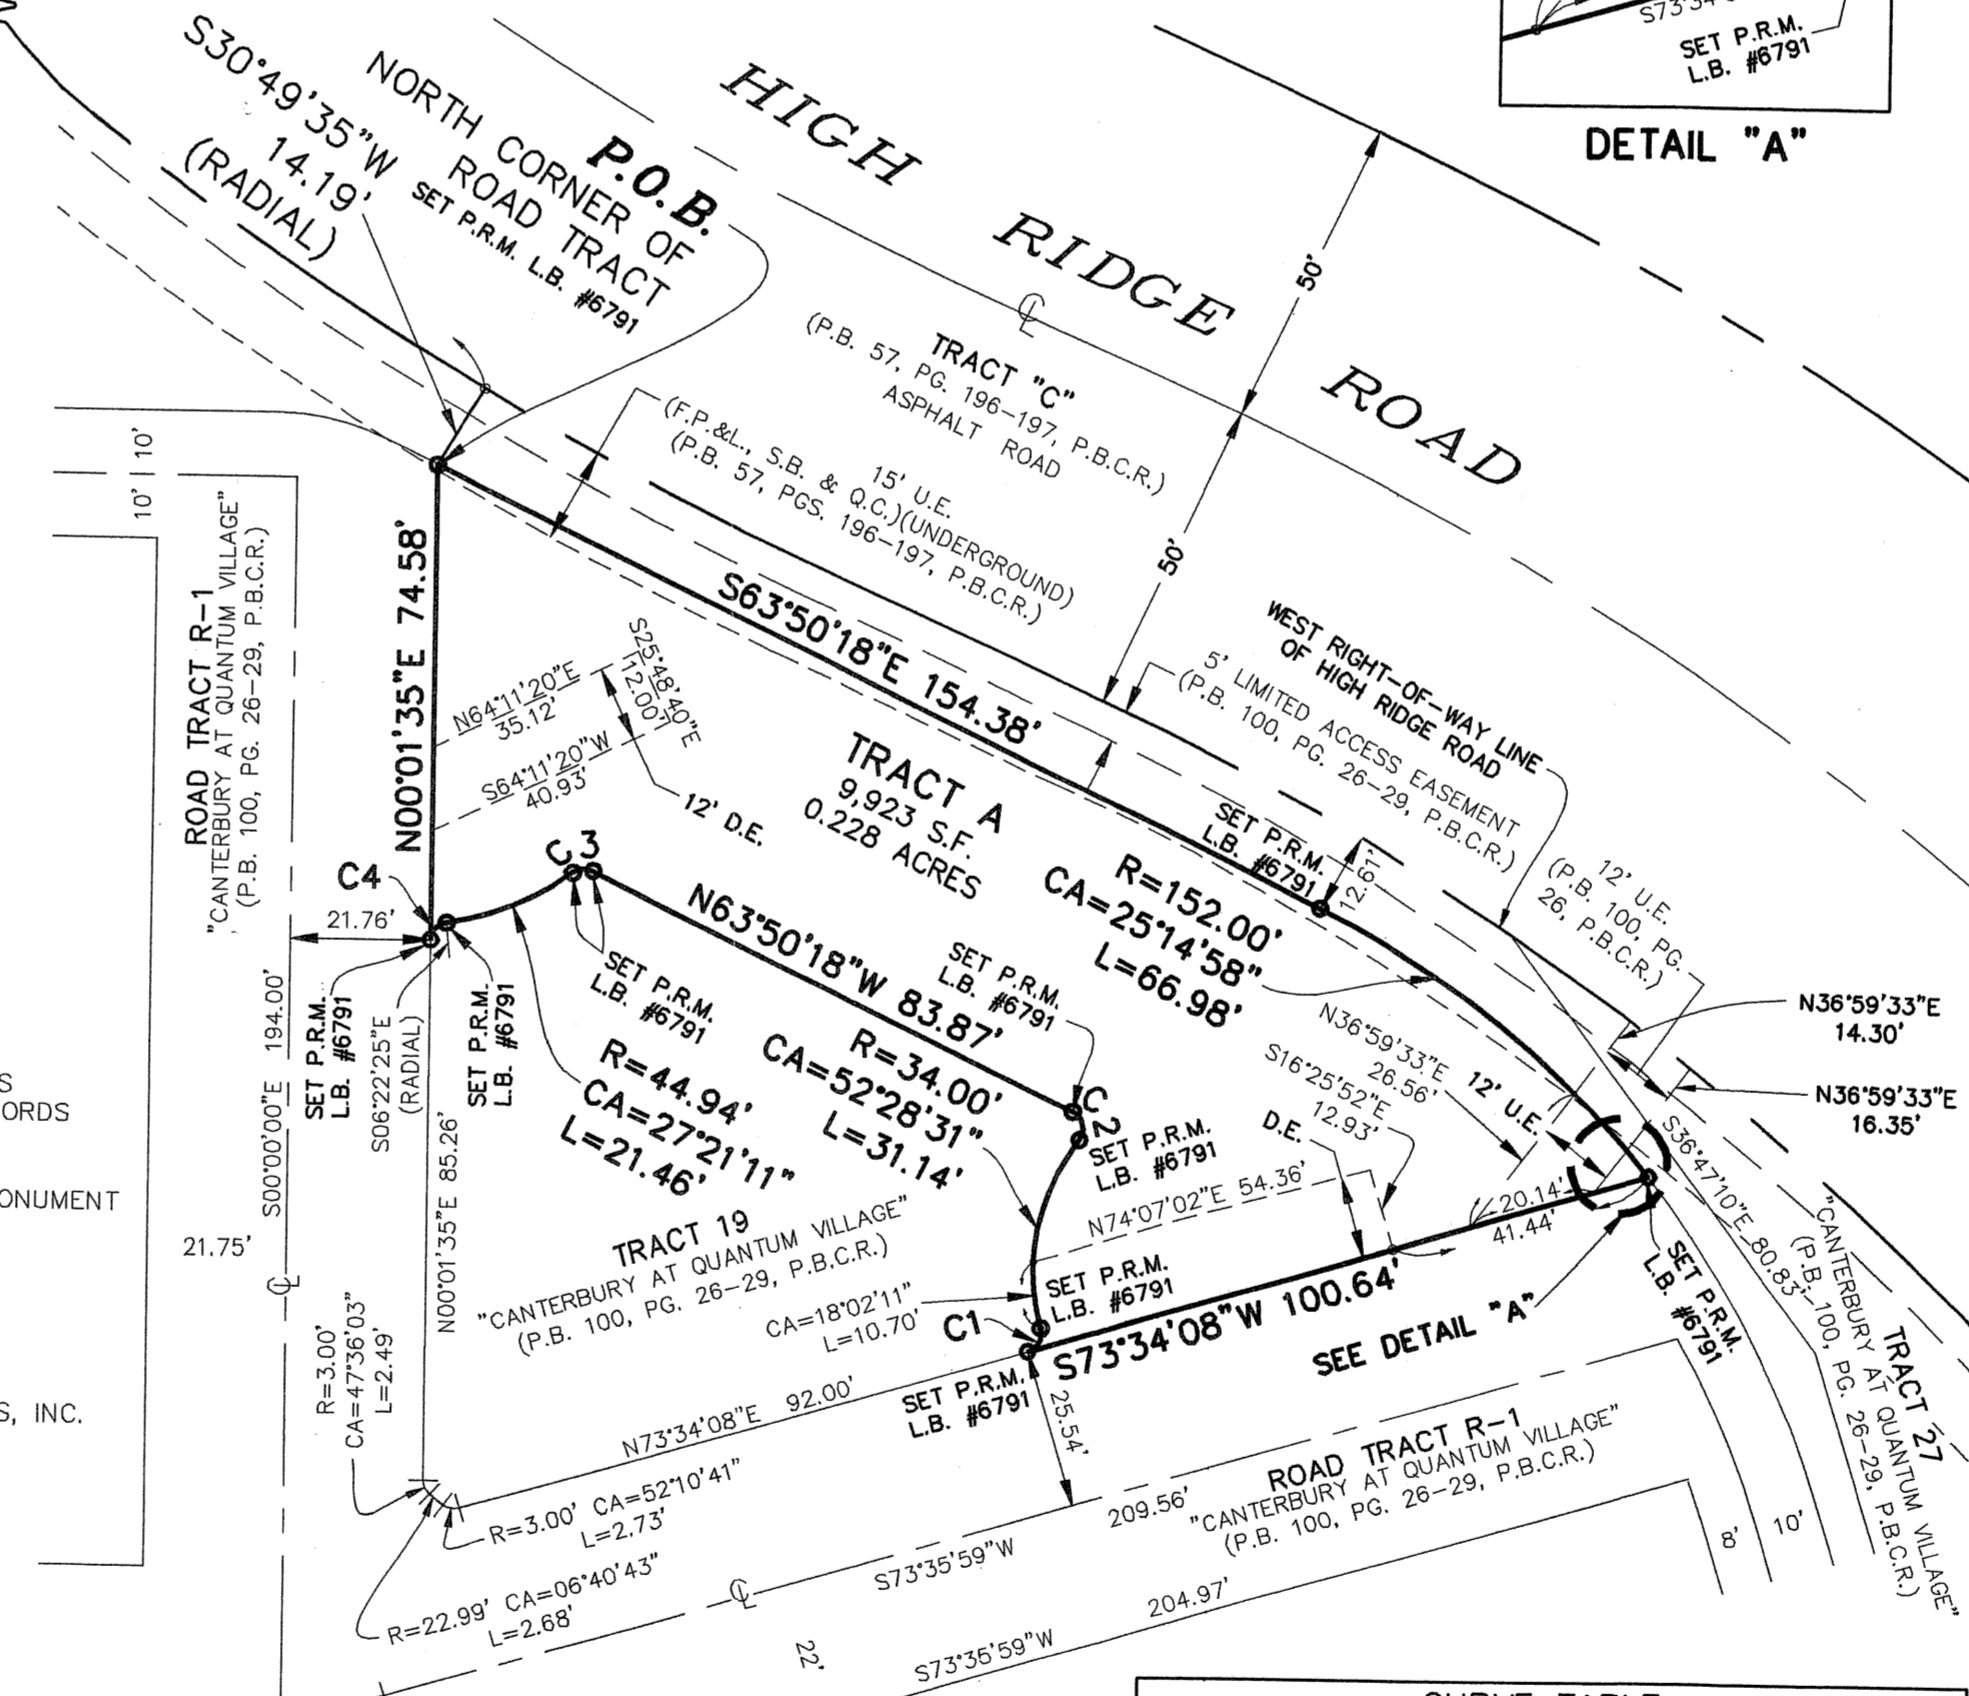 S30°49'35"W
14.19'
(RADIAL)
NORTH CORNER OF
ROAD TRACT
SET P.R.M. L.B. #6791
P.O.B.
HIGH RIDGE ROAD
S73°34'
SET P.R.M.
L.B. #6791
DETAIL "A"
50'
50'
℄
TRACT "C"
(P.B. 57, PG. 196-197, P.B.C.R.)
ASPHALT ROAD
15' U.E.
(F.P.&L., S.B. & Q.C.)(UNDERGROUND)
(P.B. 57, PGS. 196-197, P.B.C.R.)
10'
10'
10'
ROAD TRACT R-1
"CANTERBURY AT QUANTUM VILLAGE"
(P.B. 100, PG. 26-29, P.B.C.R.)
N00°01'35"E 74.58'
S63°50'18"E 154.38'
WEST RIGHT-OF-WAY LINE
OF HIGH RIDGE ROAD
5' LIMITED ACCESS EASEMENT
(P.B. 100, PG. 26-29, P.B.C.R.)
N64°11'20"E
35.12'
S25°48'40"E
12.00'
S64°11'20"W
40.93'
12' D.E.
TRACT A
9,923 S.F.
0.228 ACRES
SET P.R.M.
L.B. #6791
12.61'
12' U.E.
(P.B. 100, PG.
26, P.B.C.R.)
R=152.00'
CA=25°14'58"
L=66.98'
C4
C3
21.76'
N63°50'18"W 83.87'
SET P.R.M.
L.B. #6791
SET P.R.M.
L.B. #6791
SET P.R.M.
L.B. #6791
S06°22'25"E
(RADIAL)
SET P.R.M.
L.B. #6791
N36°59'33"E
14.30'
N36°59'33"E
16.35'
N36°59'33"E
26.56'
S16°25'52"E
12.93'
12' U.E.
D.E.
R=44.94'
CA=27°21'11"
L=21.46'
R=34.00'
CA=52°28'31"
L=31.14'
C2
SET P.R.M.
L.B. #6791
N74°07'02"E 54.36'
20.14'
41.44'
S36°47'10"E 80.83'
S00°00'00"E 194.00'
S
ORDS
ONUMENT
S, INC.
21.75'
℄
N00°01'35"E 85.26'
TRACT 19
"CANTERBURY AT QUANTUM VILLAGE"
(P.B. 100, PG. 26-29, P.B.C.R.)
CA=18°02'11"
L=10.70'
C1
SET P.R.M.
L.B. #6791
S73°34'08"W 100.64'
SET P.R.M.
L.B. #6791
SEE DETAIL "A"
SET P.R.M.
L.B. #6791
TRACT 27
"CANTERBURY AT QUANTUM VILLAGE"
(P.B. 100, PG. 26-29, P.B.C.R.)
R=3.00'
CA=47°36'03"
L=2.49'
N73°34'08"E 92.00'
25.54'
R=3.00' CA=52°10'41"
L=2.73'
R=22.99' CA=06°40'43"
L=2.68'
ROAD TRACT R-1
"CANTERBURY AT QUANTUM VILLAGE"
(P.B. 100, PG. 26-29, P.B.C.R.)
℄
S73°35'59"W
209.56'
22'
S73°35'59"W
204.97'
8'
10'